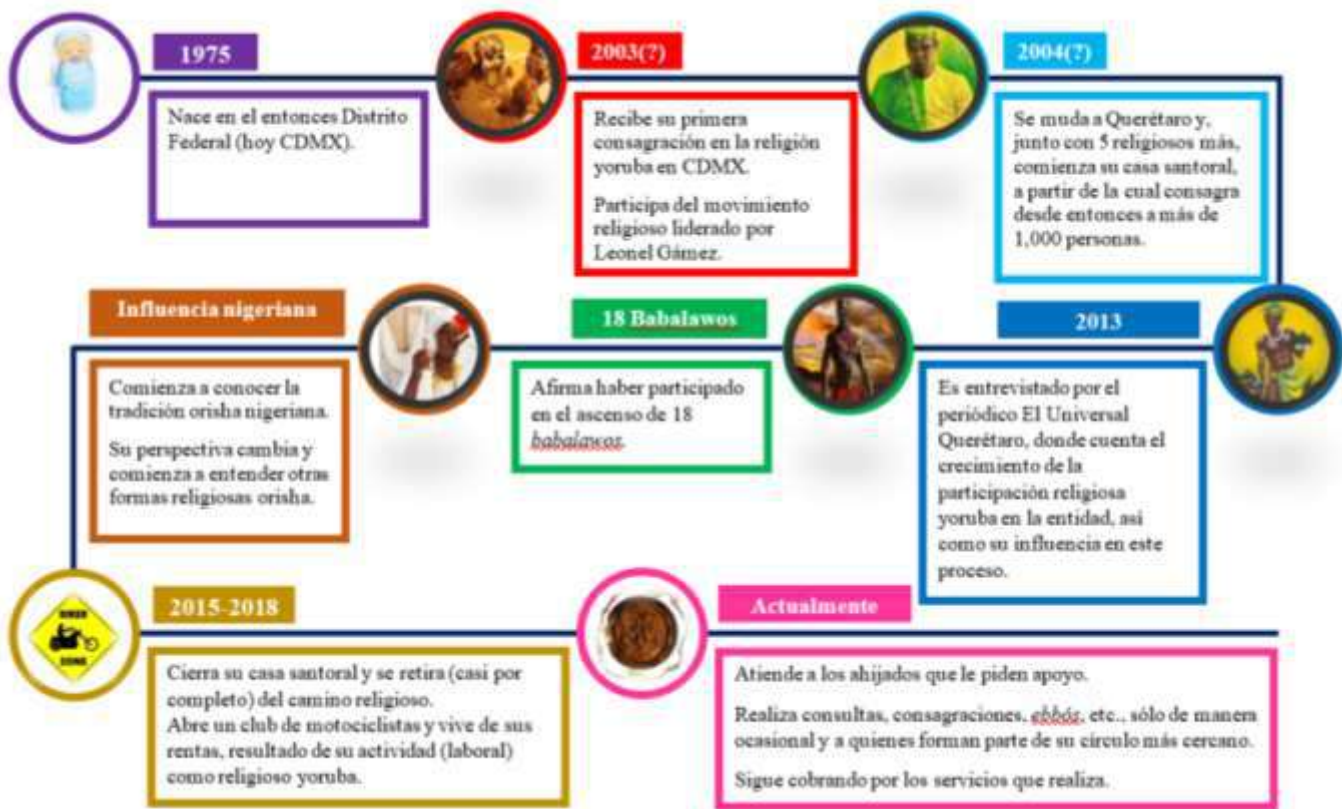 1975
Nace en el entonces Distrito
Federal (hoy CDMX).
2003(?)
Recibe su primera
consagración en la religión
yoruba en CDMX.
Participa del movimiento
religioso liderado por
Leonel Gámez.
2004(?)
Se muda a Querétaro y,
junto con 5 religiosos más,
comienza su casa santoral,
a partir de la cual consagra
desde entonces a más de
1,000 personas.
2013
Es entrevistado por el
periódico El Universal
Querétaro, donde cuenta el
crecimiento de la
participación religiosa
yoruba en la entidad, así
como su influencia en este
proceso.
18 Babalawos
Afirma haber participado
en el ascenso de 18
babalawos.
Influencia nigeriana
Comienza a conocer la
tradición orisha nigeriana.
Su perspectiva cambia y
comienza a entender otras
formas religiosas orisha.
BIKER
ZONE
2015-2018
Cierra su casa santoral y se retira (casi por
completo) del camino religioso.
Abre un club de motociclistas y vive de sus
rentas, resultado de su actividad (laboral)
como religioso yoruba.
Actualmente
Atiende a los ahijados que le piden apoyo.
Realiza consultas, consagraciones, ebbós, etc., sólo de manera
ocasional y a quienes forman parte de su círculo más cercano.
Sigue cobrando por los servicios que realiza.